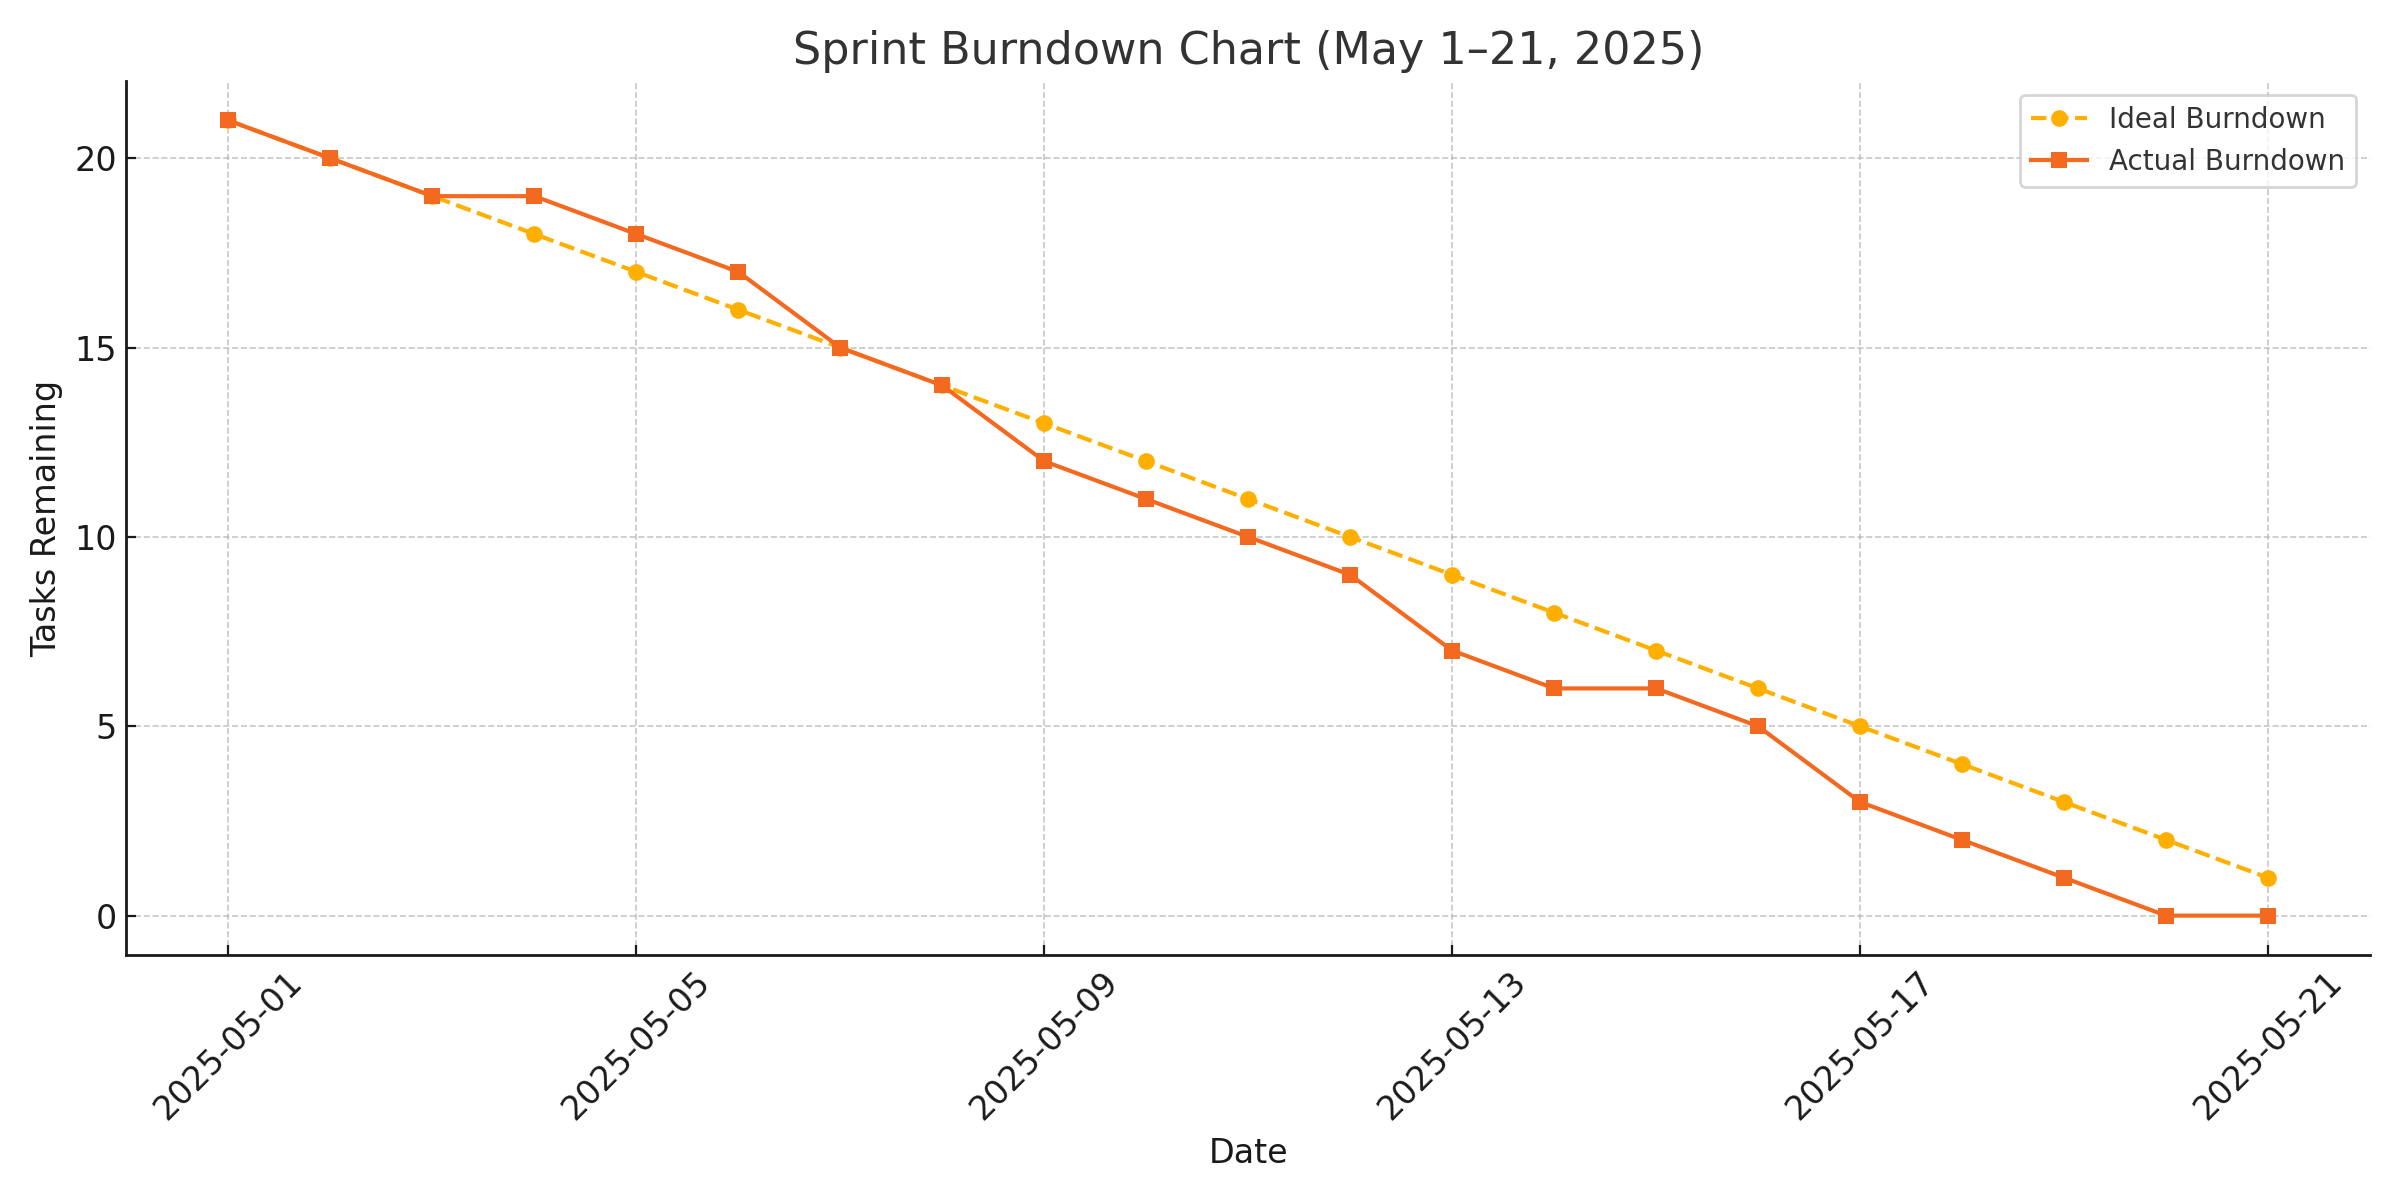 Sprint Burndown Chart (May 1–21, 2025)
Ideal Burndown
Actual Burndown
Tasks Remaining
20
15
10
5
0
2025-05-01
2025-05-05
2025-05-09
2025-05-13
2025-05-17
2025-05-21
Date